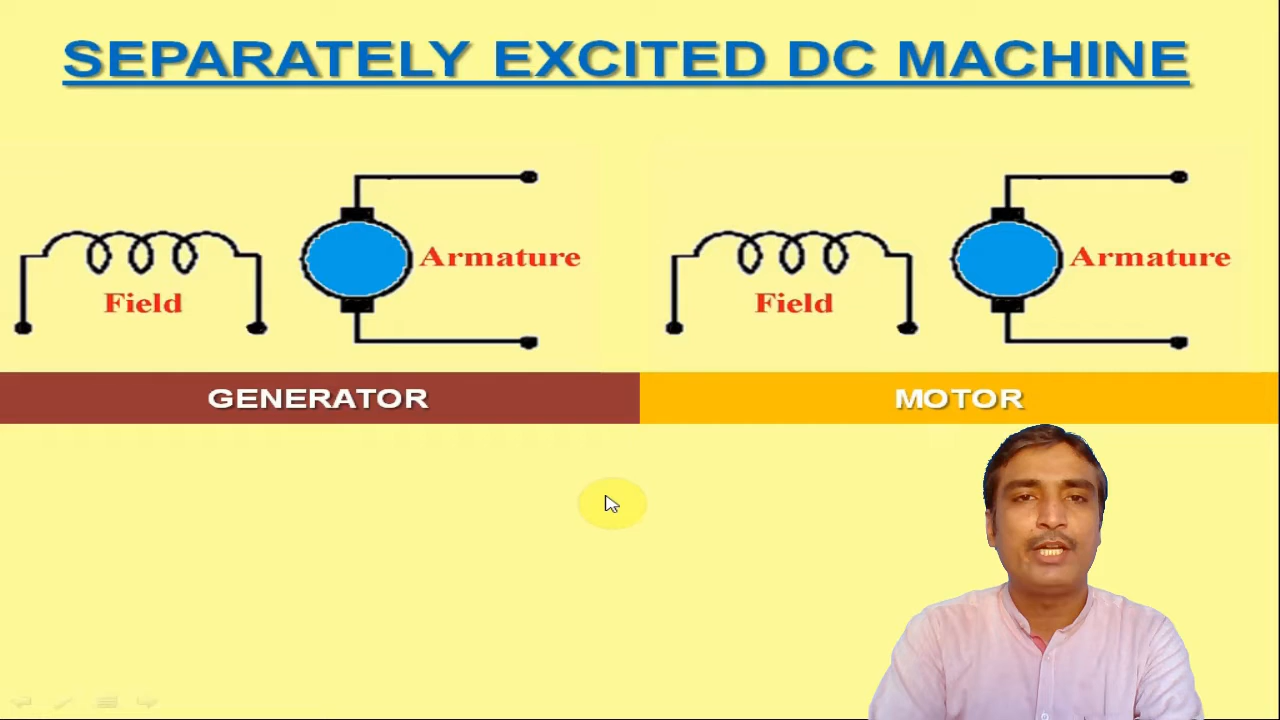 SEPARATELY EXCITED DC MACHINE
Armature
Field
Armature
Field
GENERATOR
MOTOR